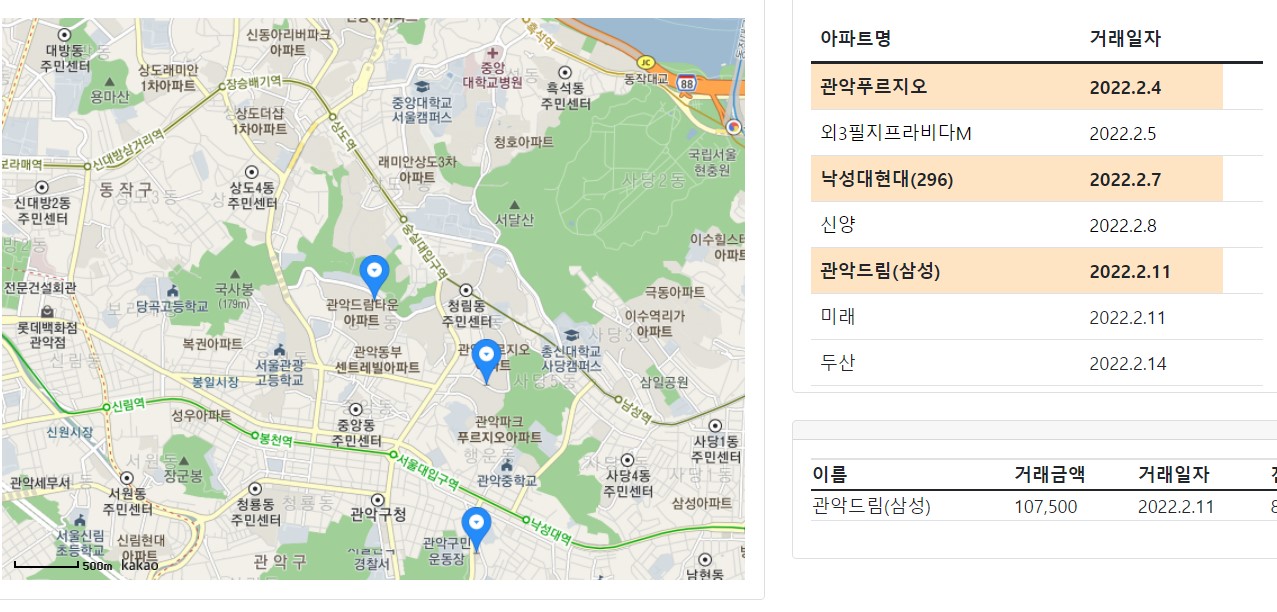 신동아리버파크
아파트
대방동
주민센터
상도래미안
1차아파트
장승배기역
용마산
흑석역
JC
동작대교
88
중앙
대학교병원
흑석동
주민센터
중앙대학교
서울캠퍼스
상도더샵
1차아파트
상도역
청호아파트
보라매역
신대방삼거리역
래미안상도3차
아파트
국립서울
현충원
동작구
상도4동
주민센터
사당2동
신대방2동
주민센터
서달산
숭실대입구역
이수힐스테
아파트
전문건설회관
국사봉
(179m)
당곡고등학교
관악드림타운
아파트
청림동
주민센터
극동아파트
이수역리가
아파트
롯데백화점
관악점
신림동
복권아파트
서울관광
고등학교
관악동부
센트레빌아파트
총신대학교
사당캠퍼스
사당3동
사당5동
봉일시장
삼일공원
신림역
성우아파트
남성역
신원시장
봉천역
중앙동
주민센터
관악파크
푸르지오아파트
행운동
사당1동
주민센터
서울대입구역
장군봉
관악중학교
사당4동
주민센터
관악세무서
서원동
주민센터
청룡동
주민센터
청룡동
관악구청
삼성아파트
낙성대역
서울신림
초등학교
신림현대
아파트
관악구
경찰서
관악구민
운동장
남현동
500m kakao
아파트명 거래일자
관악푸르지오 2022.2.4
외3필지프라비다M 2022.2.5
낙성대현대(296) 2022.2.7
신양 2022.2.8
관악드림(삼성) 2022.2.11
미래 2022.2.11
두산 2022.2.14
이름 거래금액 거래일자
관악드림(삼성) 107,500 2022.2.11 8